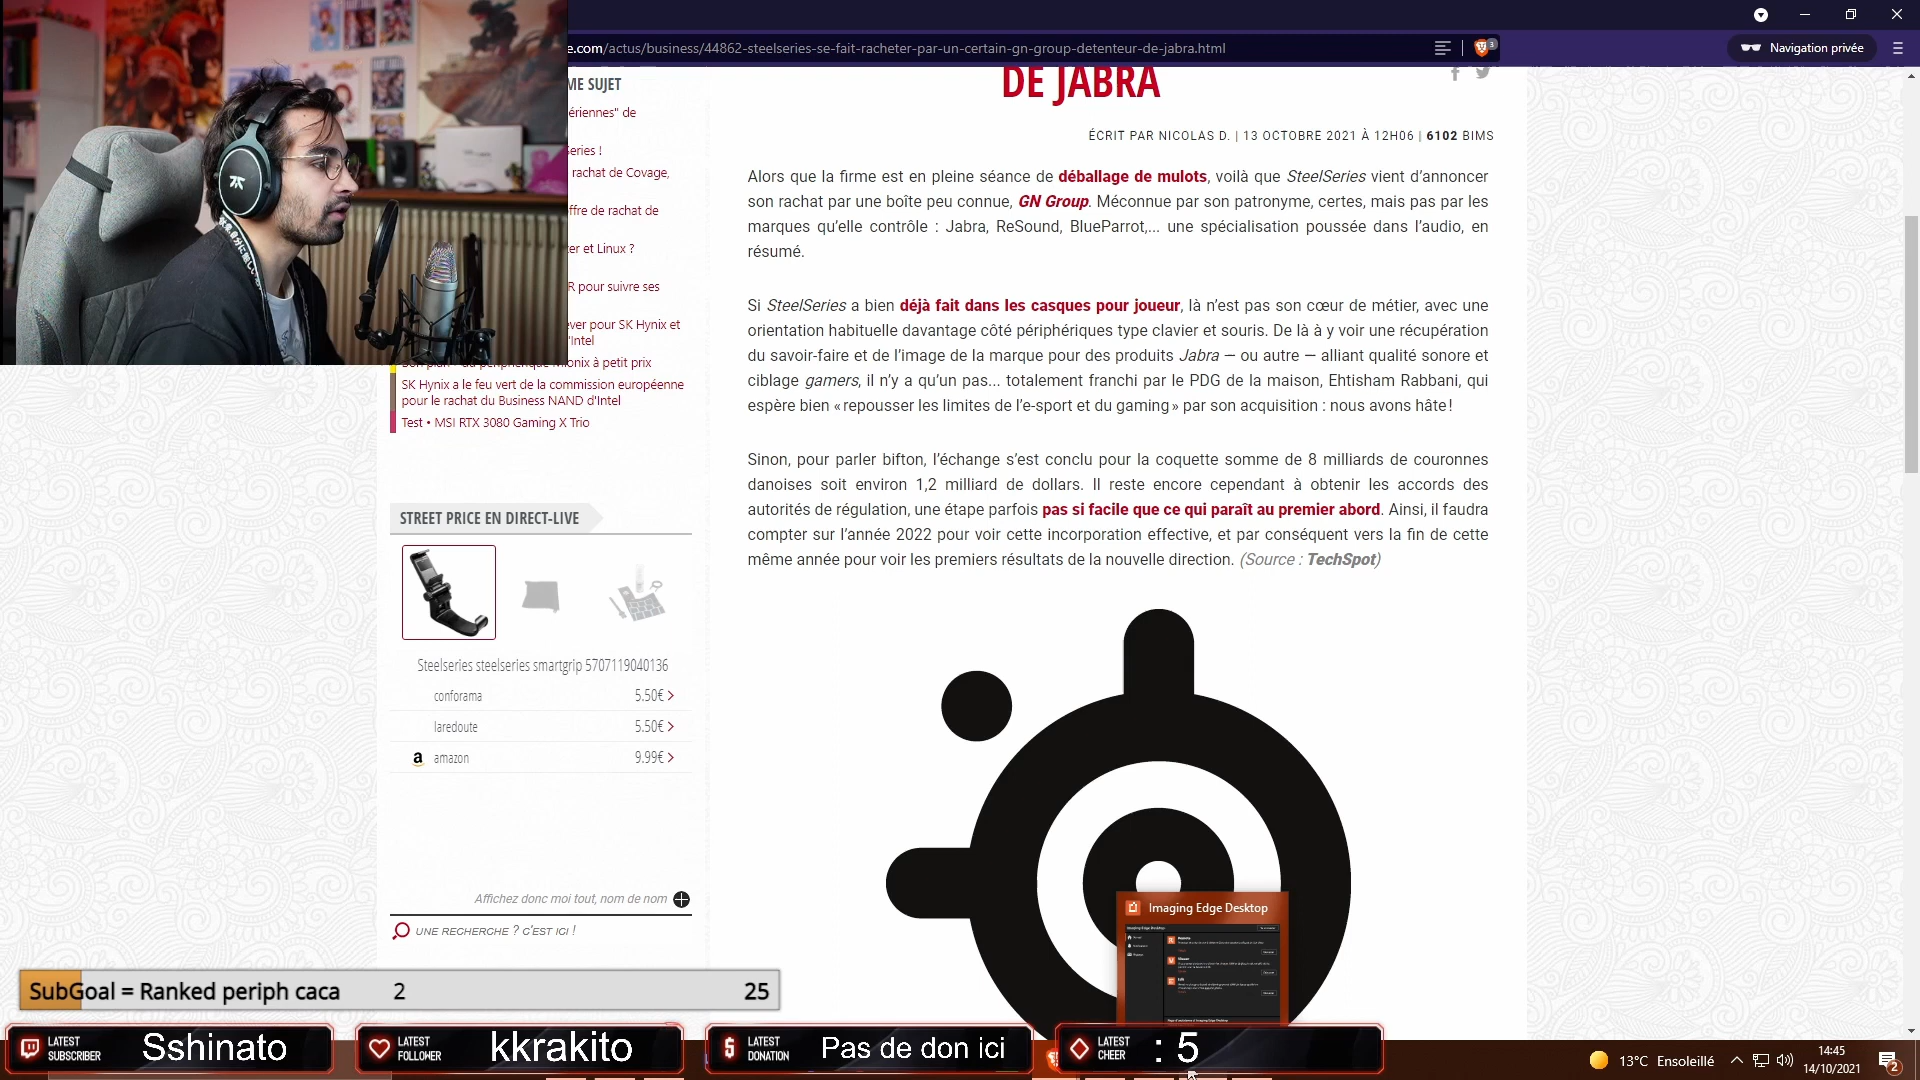 e.com/actus/business/44862-steelseries-se-fait-racheter-par-un-certain-gn-group-detenteur-de-jabra.html
3
Navigation privée
ME SUJET
ériennes" de
eries !
rachat de Covage,
ffre de rachat de
er et Linux ?
R pour suivre ses
ever pour SK Hynix et
'Intel
ionix à petit prix
SK Hynix a le feu vert de la commission européenne
pour le rachat du Business NAND d'Intel
Test • MSI RTX 3080 Gaming X Trio
STREET PRICE EN DIRECT-LIVE
Steelseries steelseries smartgrip 5707119040136
conforama 5.50€
laredoute 5.50€
a amazon 9.99€
Affichez donc moi tout, nom de nom
UNE RECHERCHE ? C'EST ICI !
DE JABRA
ÉCRIT PAR NICOLAS D. | 13 OCTOBRE 2021 À 12H06 | 6102 BIMS
Alors que la firme est en pleine séance de déballage de mulots, voilà que SteelSeries vient d’annoncer
son rachat par une boîte peu connue, GN Group. Méconnue par son patronyme, certes, mais pas par les
marques qu’elle contrôle : Jabra, ReSound, BlueParrot,... une spécialisation poussée dans l’audio, en
résumé.
Si SteelSeries a bien déjà fait dans les casques pour joueur, là n’est pas son cœur de métier, avec une
orientation habituelle davantage côté périphériques type clavier et souris. De là à y voir une récupération
du savoir-faire et de l’image de la marque pour des produits Jabra — ou autre — alliant qualité sonore et
ciblage gamers, il n’y a qu’un pas... totalement franchi par le PDG de la maison, Ehtisham Rabbani, qui
espère bien « repousser les limites de l’e-sport et du gaming » par son acquisition : nous avons hâte !
Sinon, pour parler bifton, l’échange s’est conclu pour la coquette somme de 8 milliards de couronnes
danoises soit environ 1,2 milliard de dollars. Il reste encore cependant à obtenir les accords des
autorités de régulation, une étape parfois pas si facile que ce qui paraît au premier abord. Ainsi, il faudra
compter sur l’année 2022 pour voir cette incorporation effective, et par conséquent vers la fin de cette
même année pour voir les premiers résultats de la nouvelle direction. (Source : TechSpot)
Imaging Edge Desktop
SubGoal = Ranked periph caca 2 25
LATEST SUBSCRIBER Sshinato
LATEST FOLLOWER kkrakito
LATEST DONATION Pas de don ici
LATEST CHEER : 5
13°C Ensoleillé
14:45
14/10/2021
2